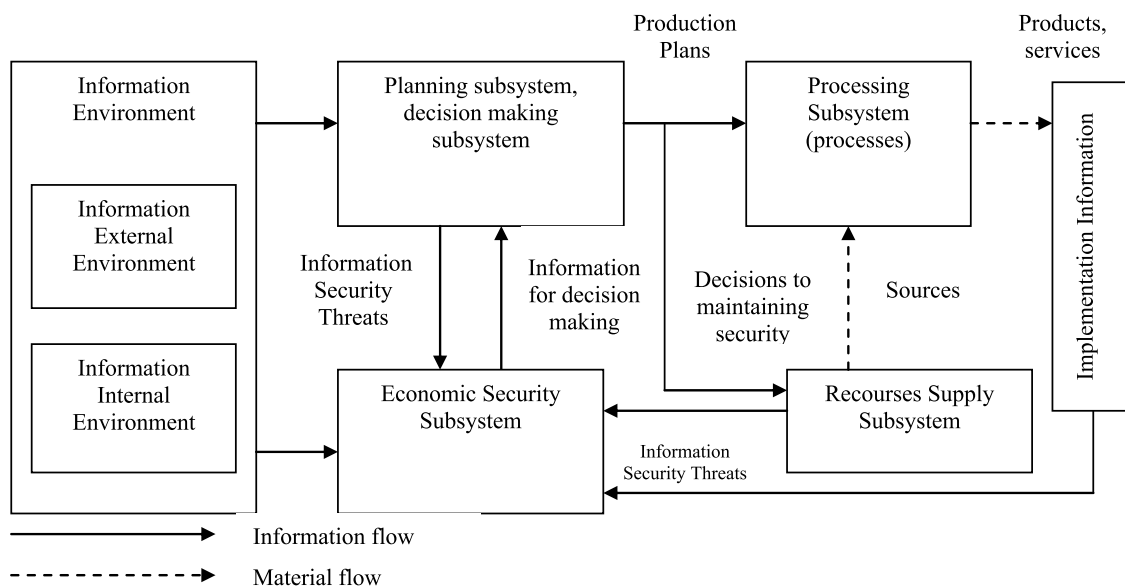 Production
Plans
Products,
services
Information
Environment
Planning subsystem,
decision making
subsystem
Processing
Subsystem
(processes)
Implementation Information
Information
External
Environment
Information
Security
Threats
Information
for decision
making
Decisions to
maintaining
security
Sources
Information
Internal
Environment
Economic Security
Subsystem
Recourses Supply
Subsystem
Information
Security Threats
Information flow
Material flow